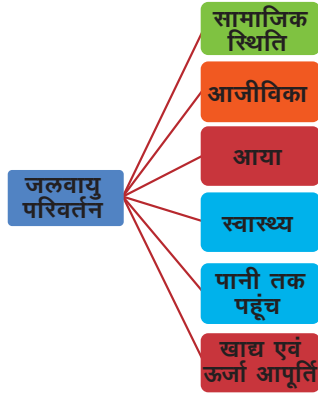 सामाजिक
स्थिति
आजीविका
आया
जलवायु
परिवर्तन
स्वास्थ्य
पानी तक
पहूंच
खाद्य एवं
ऊर्जा आपूर्ति